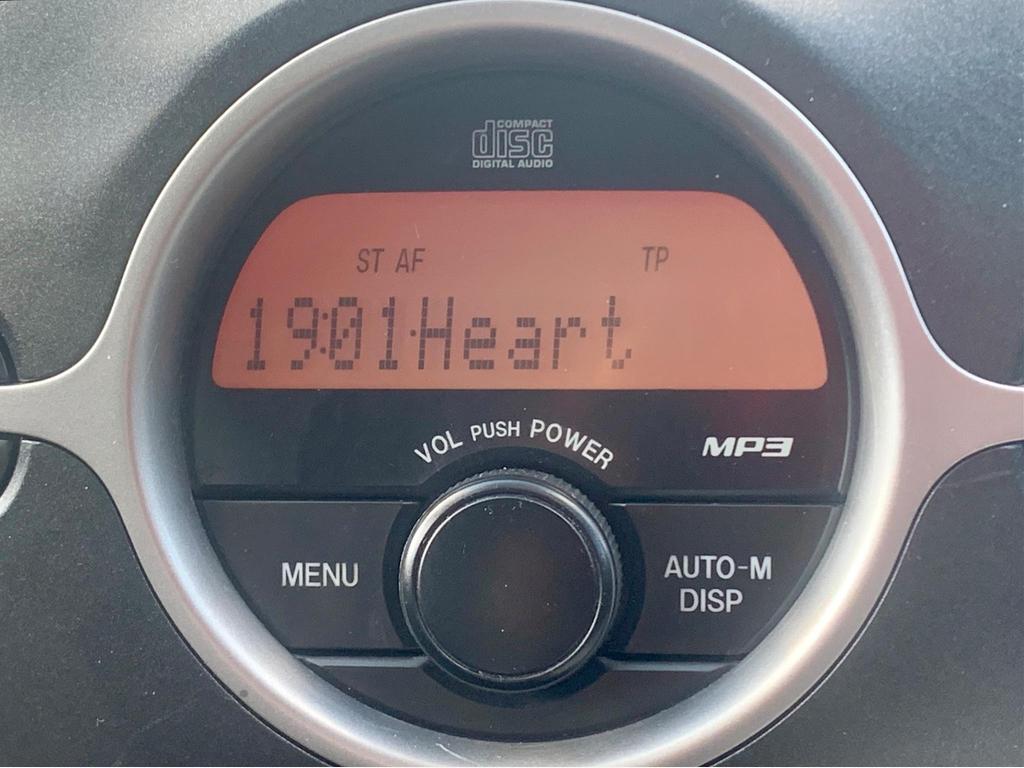 COMPACT
disc
DIGITAL AUDIO
ST AF TP
19:01·Heart
VOL PUSH POWER
MP3
MENU
AUTO-M
DISP